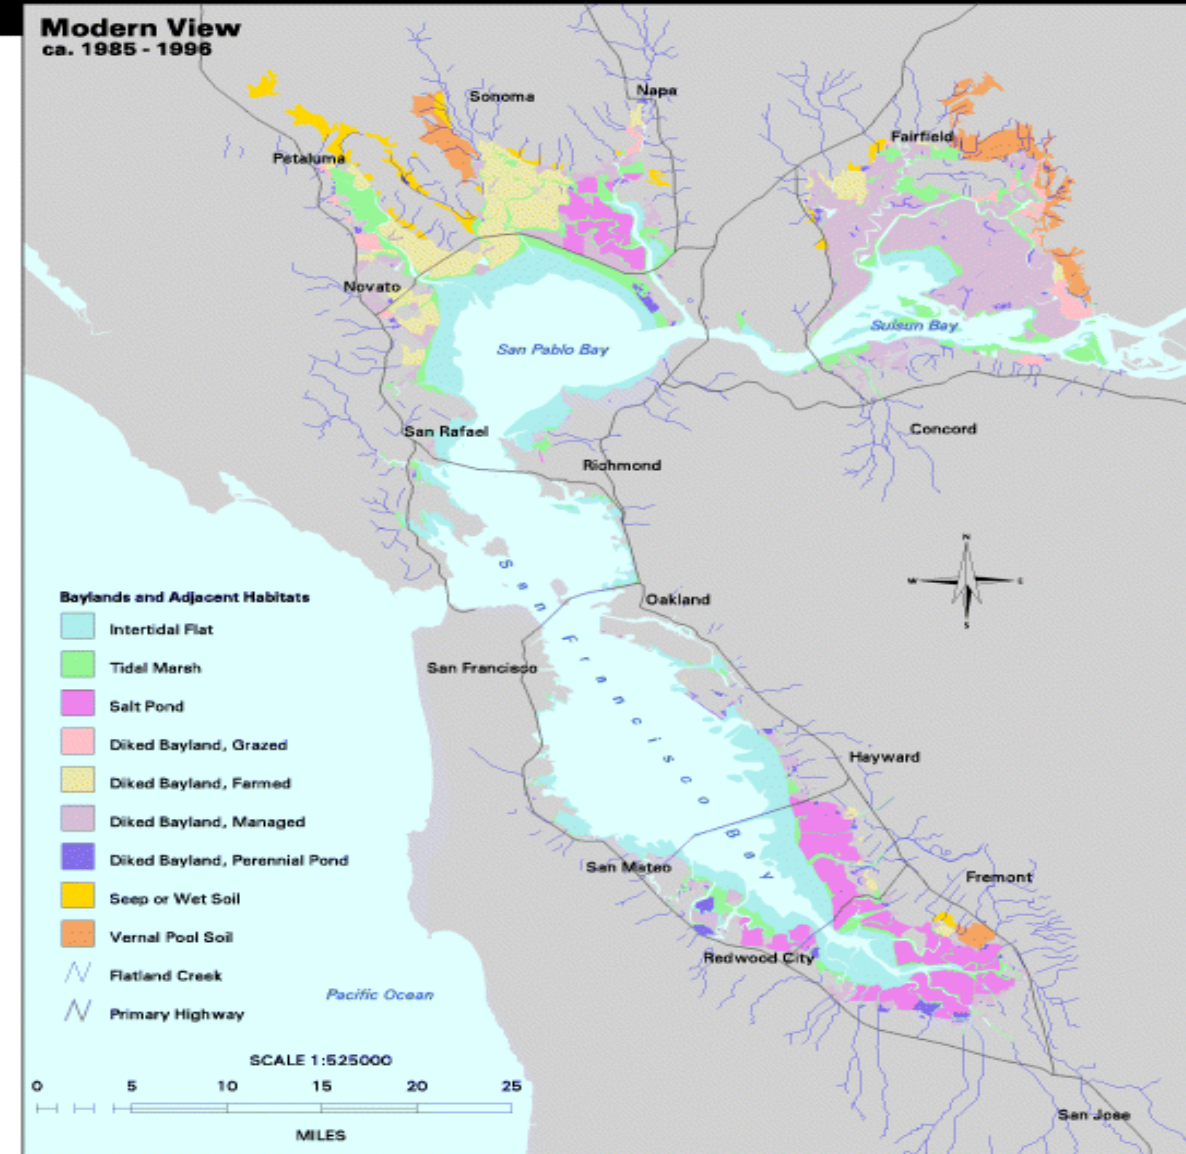 Modern View
ca. 1985 - 1996
Sonoma
Napa
Fairfield
Petaluma
Novato
San Pablo Bay
Suisun Bay
San Rafael
Richmond
Concord
N
W
E
S
San Francisco Bay
Oakland
San Francisco
Hayward
San Mateo
Fremont
Redwood City
San Jose
Pacific Ocean
Baylands and Adjacent Habitats
Intertidal Flat
Tidal Marsh
Salt Pond
Diked Bayland, Grazed
Diked Bayland, Farmed
Diked Bayland, Managed
Diked Bayland, Perennial Pond
Seep or Wet Soil
Vernal Pool Soil
Flatland Creek
Primary Highway
SCALE 1:525000
0 5 10 15 20 25
MILES